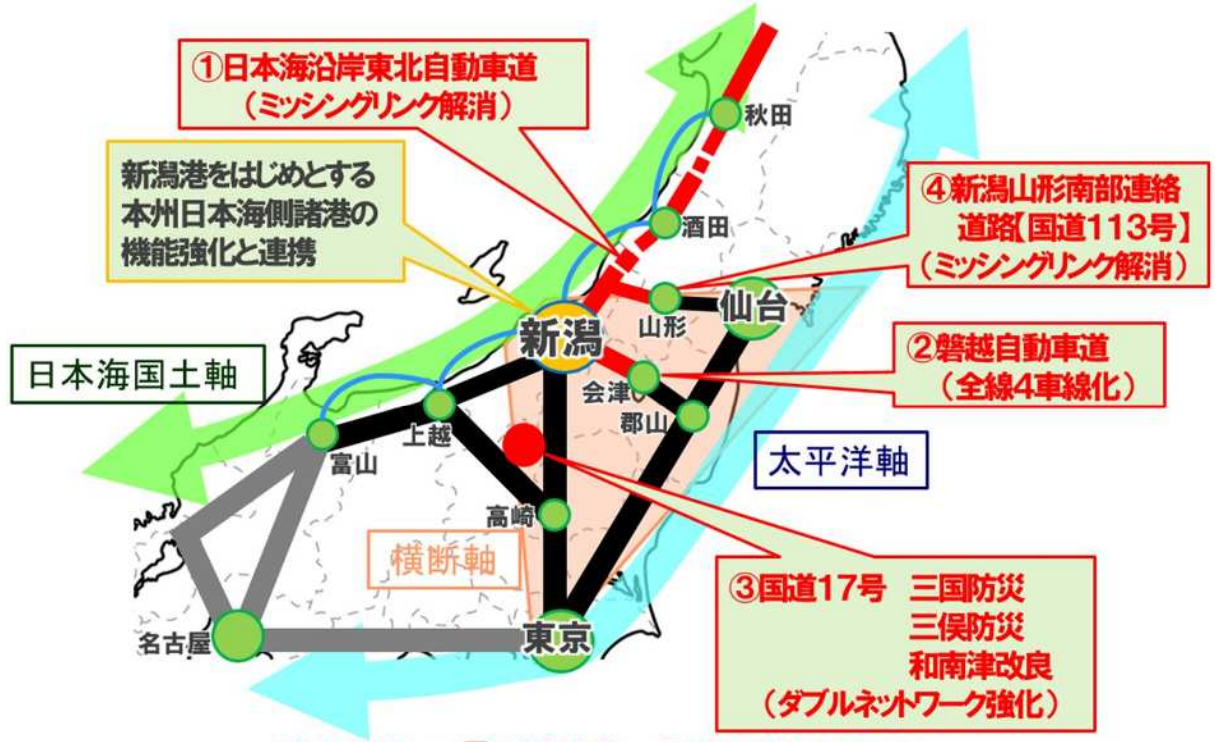 ①日本海沿岸東北自動車道
（ミッシングリンク解消）
秋田
新潟港をはじめとする
本州日本海側諸港の
機能強化と連携
④新潟山形南部連絡
道路【国道113号】
（ミッシングリンク解消）
酒田
仙台
山形
新潟
②磐越自動車道
（全線4車線化）
日本海国土軸
会津
郡山
上越
富山
太平洋軸
高崎
横断軸
③国道17号 三国防災
三俣防災
和南津改良
（ダブルネットワーク強化）
名古屋
東京